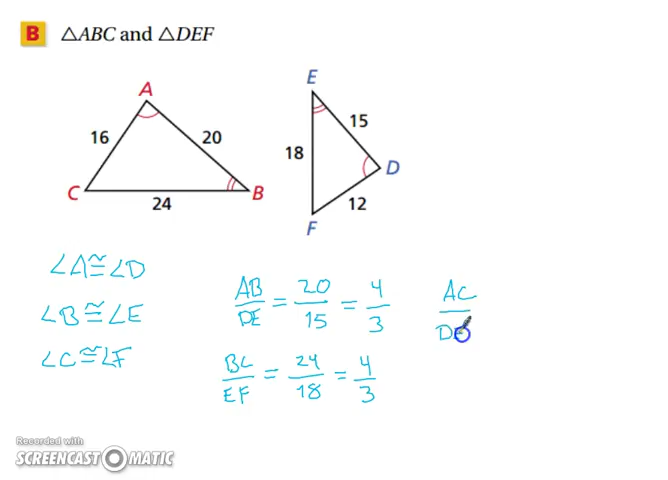 B △ABC and △DEF
A
E
16
20
15
18
D
C
B
24
12
F
∠A≅∠D
∠B≅∠E
∠C≅∠F
AB/DE = 20/15 = 4/3
BC/EF = 24/18 = 4/3
AC/DF
Recorded with
SCREENCAST O MATIC